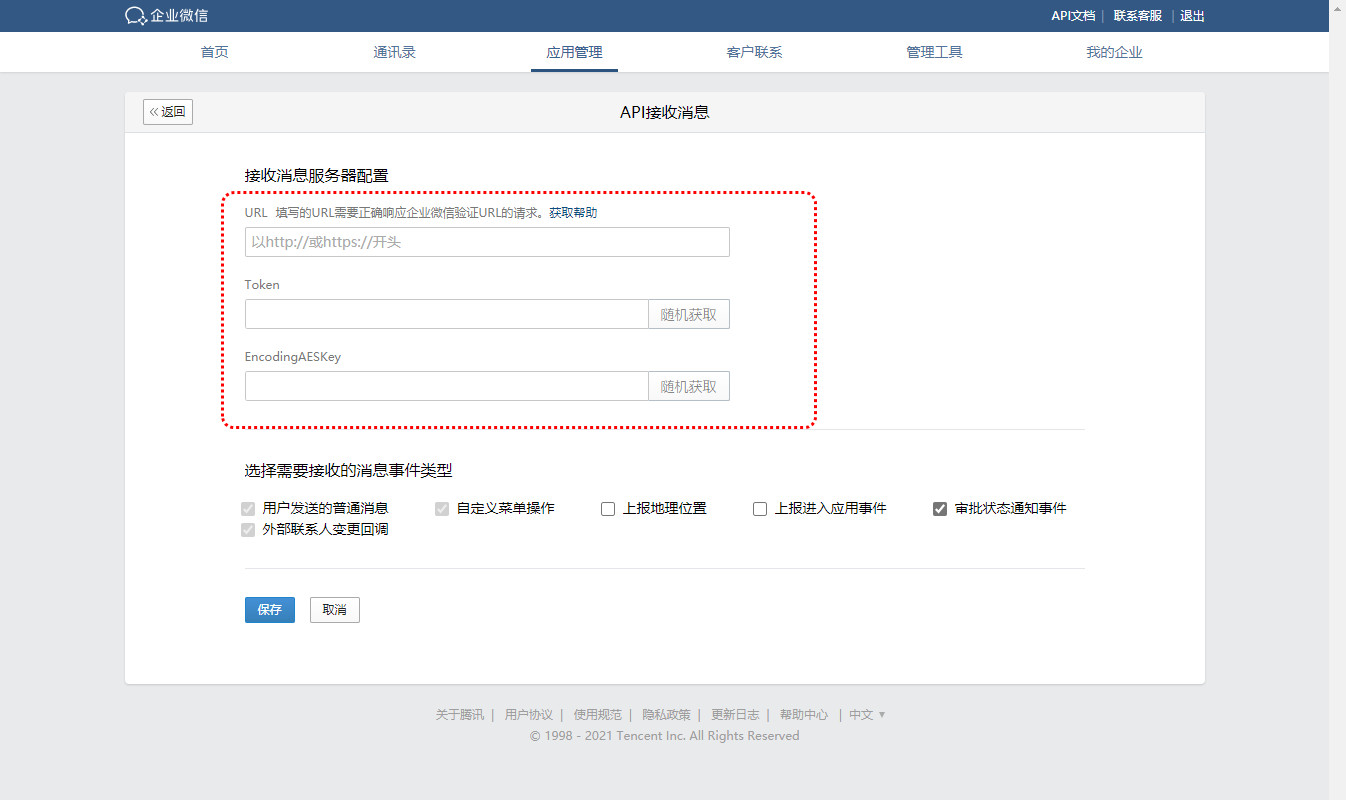 企业微信 API文档 | 联系客服 | 退出
首页 通讯录 应用管理 客户联系 管理工具 我的企业
返回 API接收消息
接收消息服务器配置
URL 填写的URL需要正确响应企业微信验证URL的请求。获取帮助
以http://或https://开头
Token
随机获取
EncodingAESKey
随机获取
选择需要接收的消息事件类型
用户发送的普通消息 自定义菜单操作 上报地理位置 上报进入应用事件 审批状态通知事件
外部联系人变更回调
保存 取消
关于腾讯 | 用户协议 | 使用规范 | 隐私政策 | 更新日志 | 帮助中心 | 中文
© 1998 - 2021 Tencent Inc. All Rights Reserved